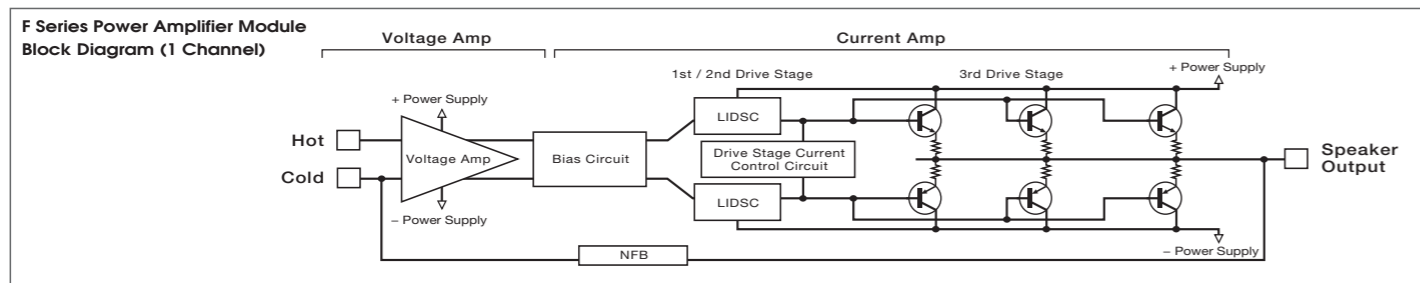 F Series Power Amplifier Module
Block Diagram (1 Channel)
Voltage Amp
Current Amp
1st / 2nd Drive Stage
3rd Drive Stage
+ Power Supply
+ Power Supply
LIDSC
Hot
Voltage Amp
Bias Circuit
Drive Stage Current
Control Circuit
Speaker
Output
Cold
LIDSC
– Power Supply
– Power Supply
NFB